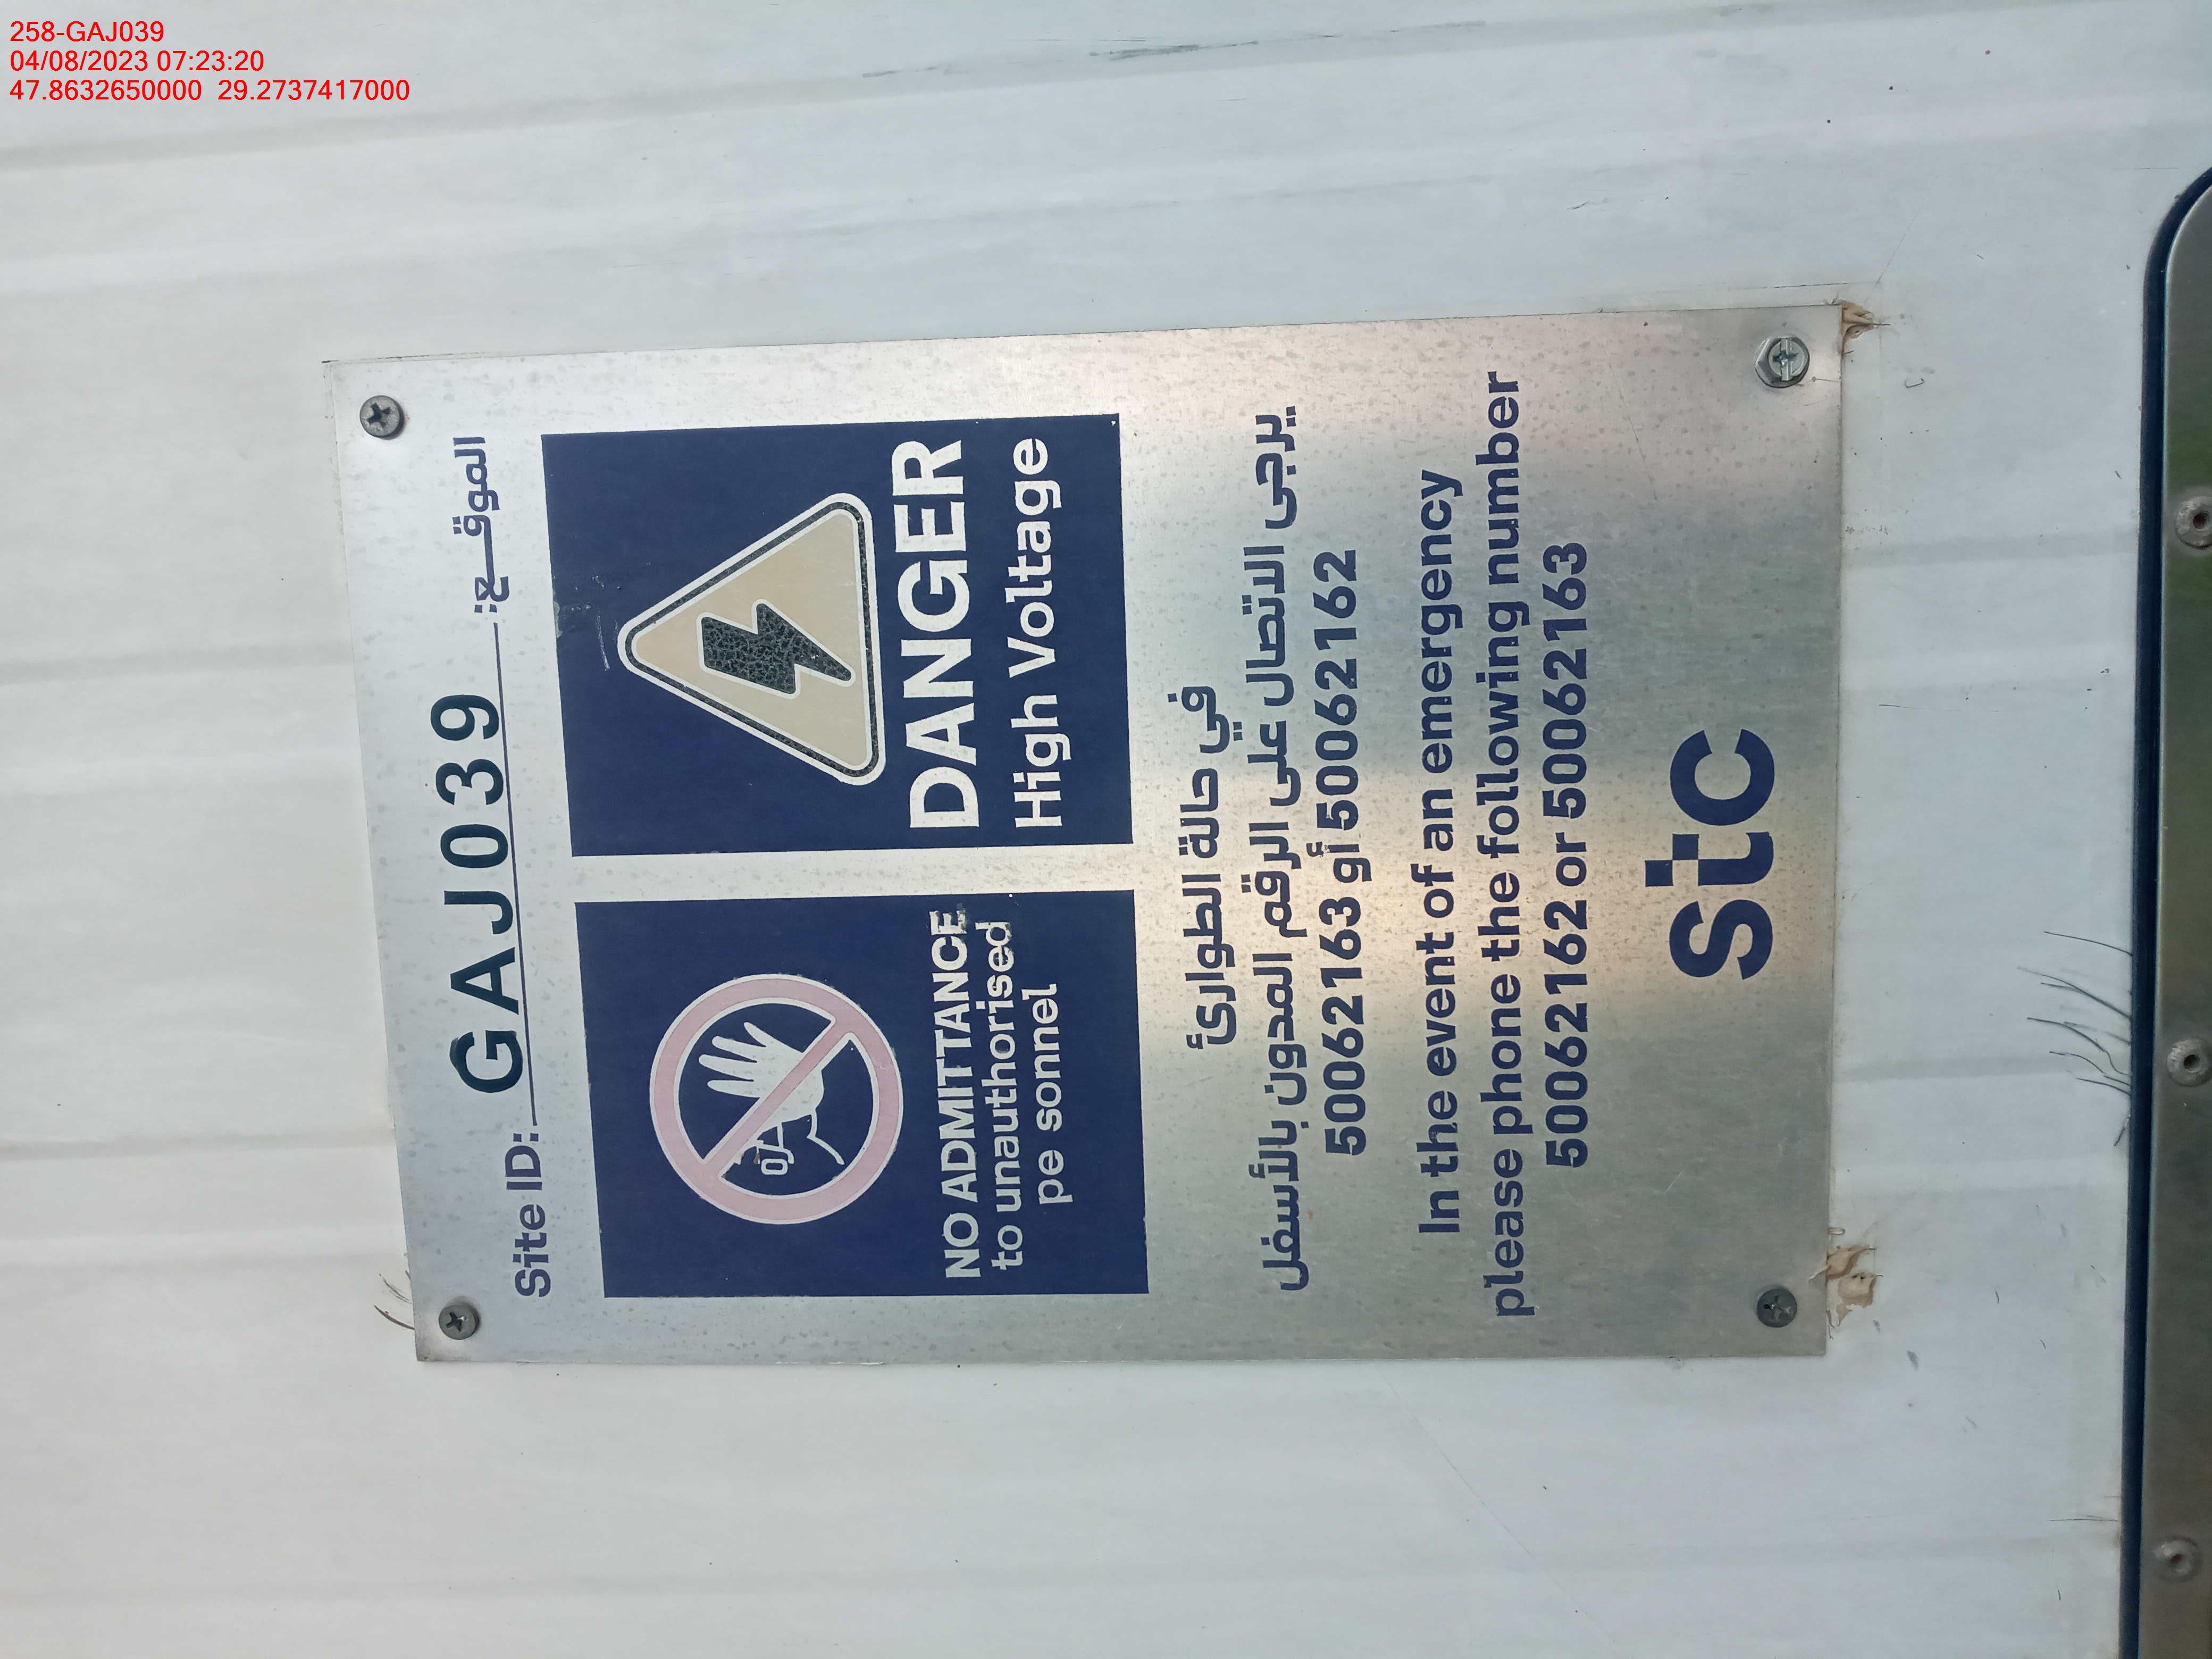 258-GAJ039
04/08/2023 07:23:20
47.8632650000 29.2737417000
Site ID: GAJ039 الموقـــع:
NO ADMITTANCE
to unauthorised
pe sonnel
DANGER
High Voltage
في حالة الطوارئ
يرجى الاتصال على الرقم المدون بالأسفل
50062163 أو 50062162
In the event of an emergency
please phone the following number
50062162 or 50062163
stc